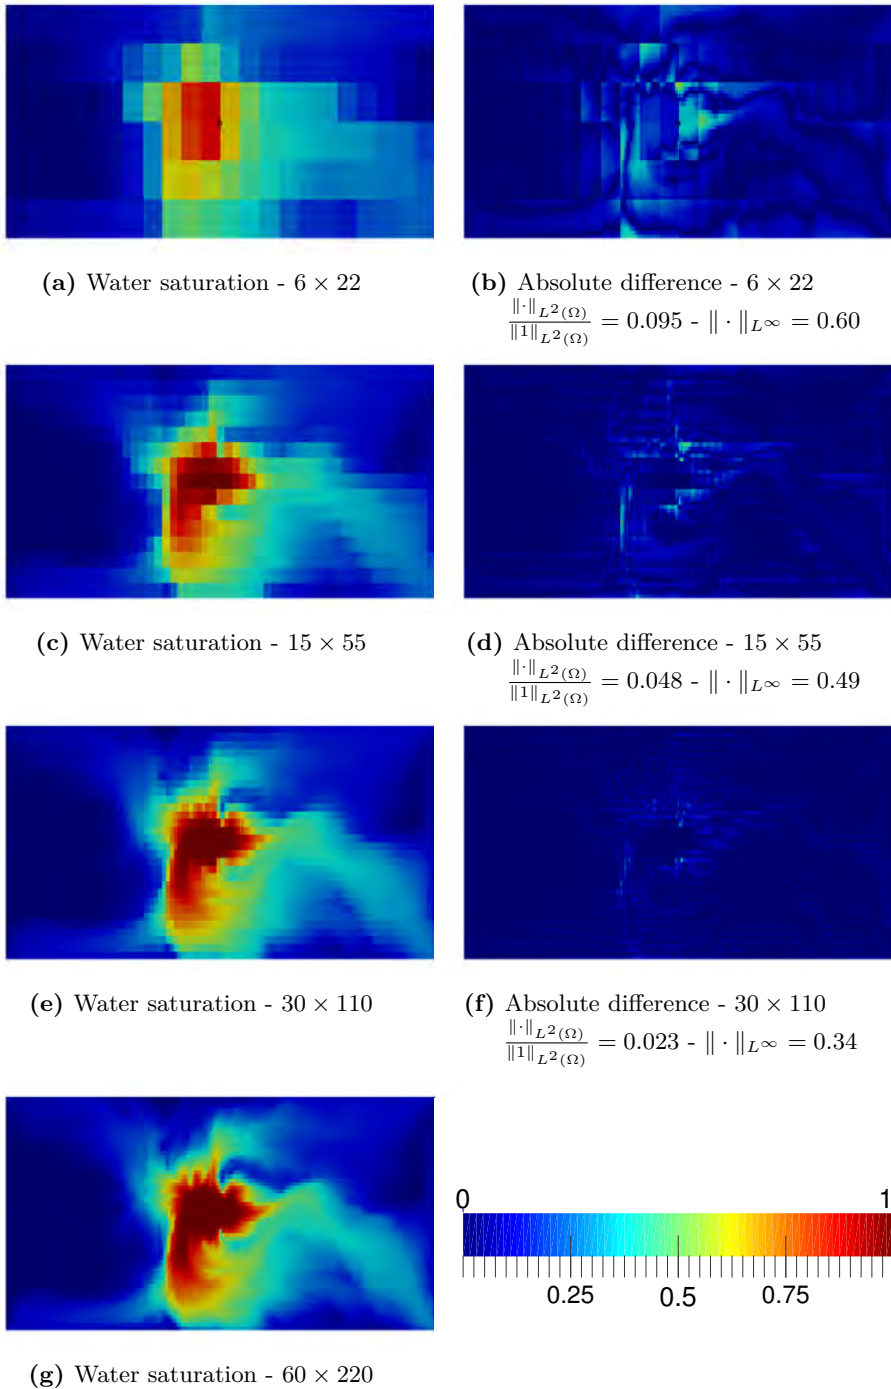 (a) Water saturation - 6 × 22
(b) Absolute difference - 6 × 22
‖·‖_{L²(Ω)} / ‖1‖_{L²(Ω)} = 0.095 - ‖ · ‖_{L^∞} = 0.60
(c) Water saturation - 15 × 55
(d) Absolute difference - 15 × 55
‖·‖_{L²(Ω)} / ‖1‖_{L²(Ω)} = 0.048 - ‖ · ‖_{L^∞} = 0.49
(e) Water saturation - 30 × 110
(f) Absolute difference - 30 × 110
‖·‖_{L²(Ω)} / ‖1‖_{L²(Ω)} = 0.023 - ‖ · ‖_{L^∞} = 0.34
0 1
0.25 0.5 0.75
(g) Water saturation - 60 × 220